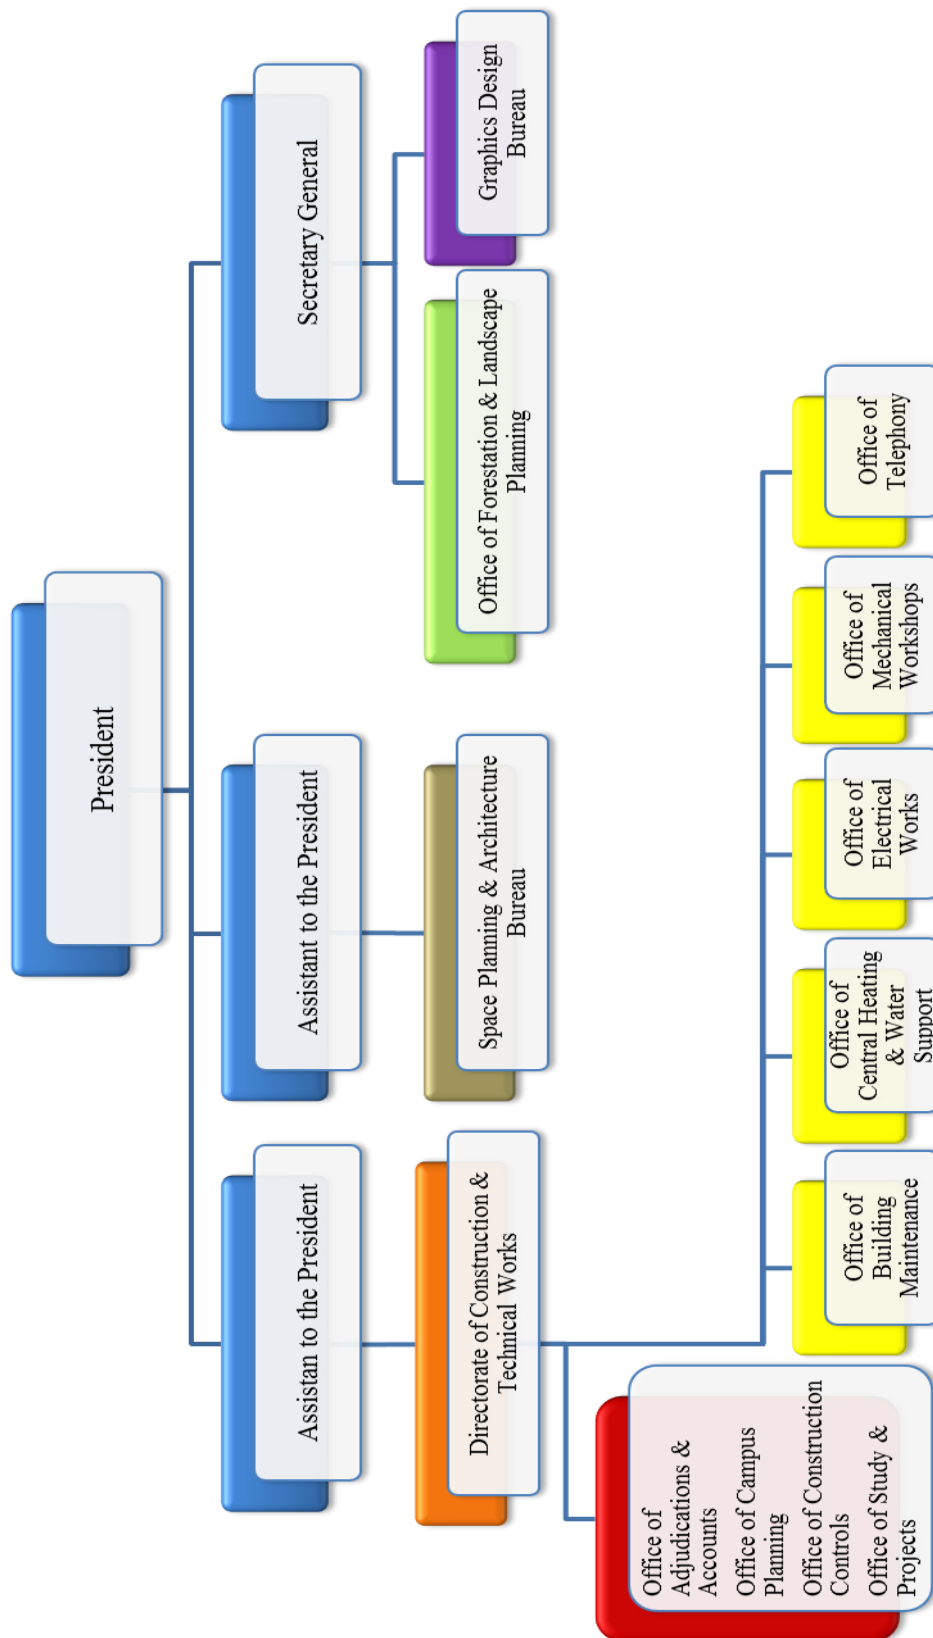 President
Assistan to the President
Assistant to the President
Secretary General
Directorate of Construction &
Technical Works
Space Planning & Architecture
Bureau
Office of Forestation & Landscape
Planning
Graphics Design
Bureau
Office of
Adjudications &
Accounts
Office of Campus
Planning
Office of Construction
Controls
Office of Study &
Projects
Office of
Building
Maintenance
Office of
Central Heating
& Water
Support
Office of
Electrical
Works
Office of
Mechanical
Workshops
Office of
Telephony